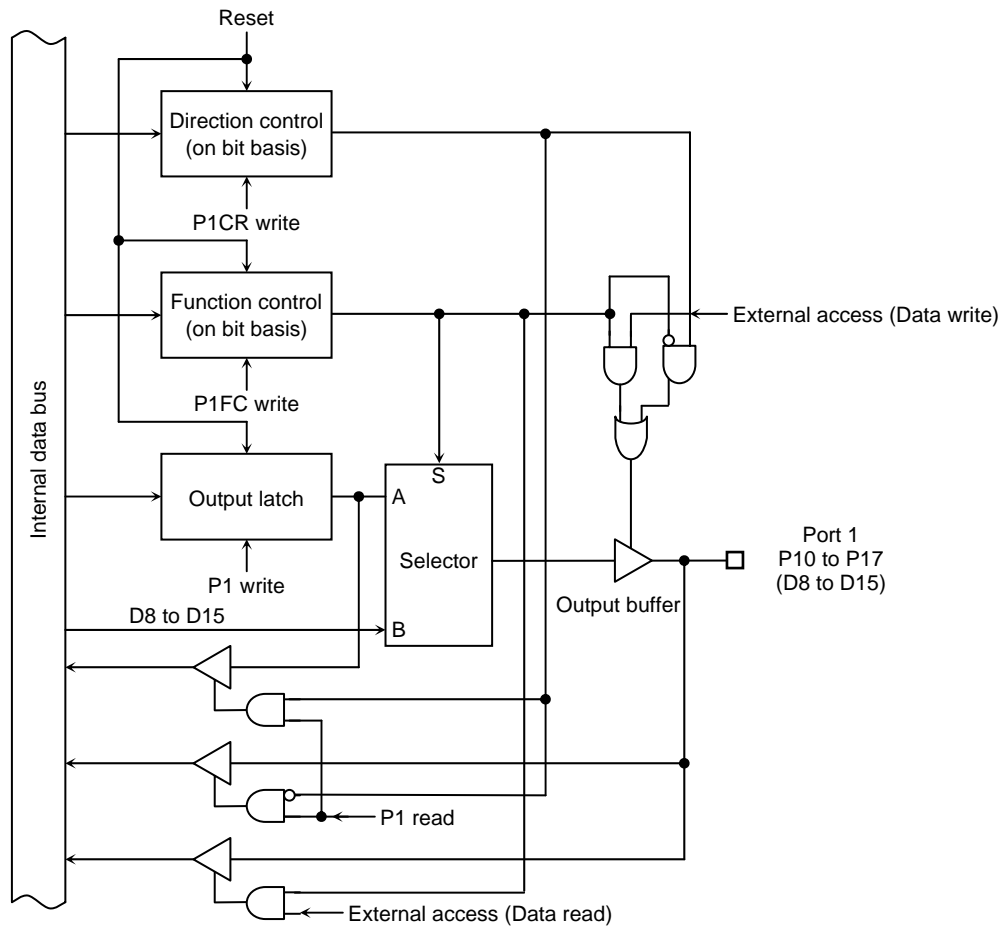 Reset
Direction control
(on bit basis)
P1CR write
Function control
(on bit basis)
External access (Data write)
P1FC write
Internal data bus
Output latch
A
S
Selector
Port 1
P10 to P17
(D8 to D15)
P1 write
Output buffer
D8 to D15
B
P1 read
External access (Data read)